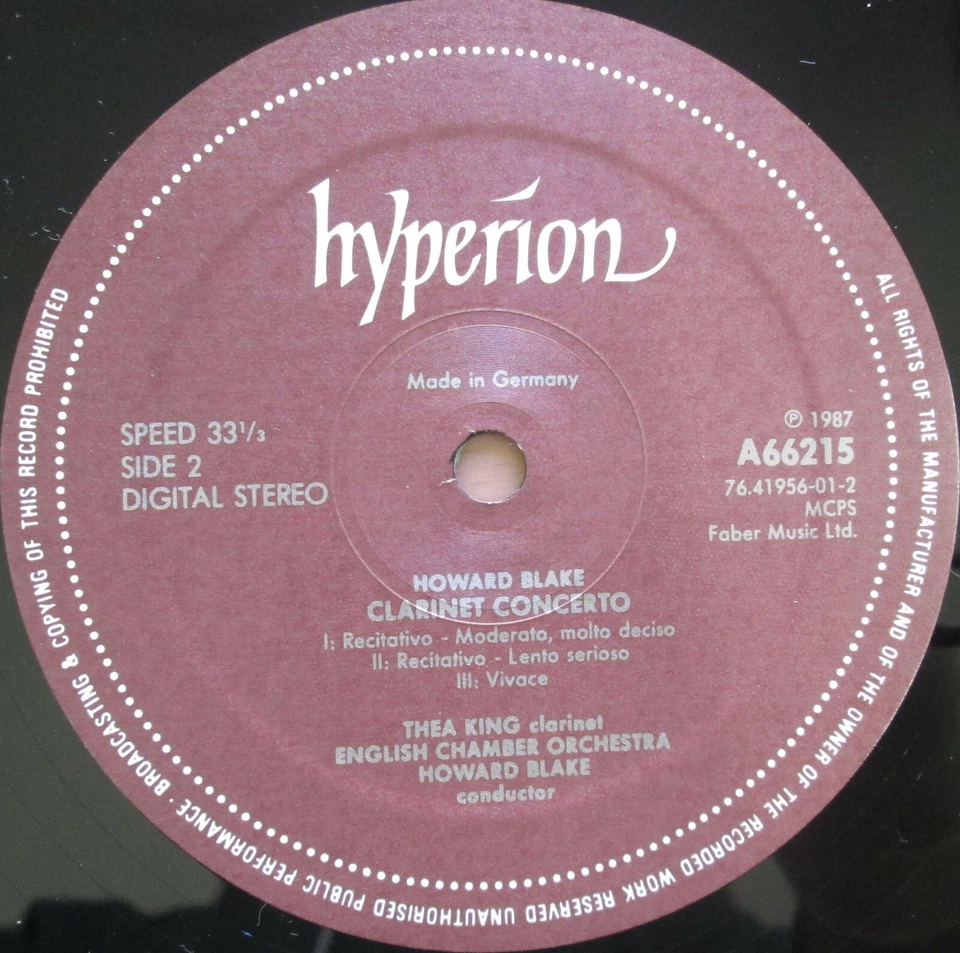 hyperion
Made in Germany
SPEED 33¹/₃
SIDE 2
DIGITAL STEREO
℗ 1987
A66215
76.41956-01-2
MCPS
Faber Music Ltd.
HOWARD BLAKE
CLARINET CONCERTO
I: Recitativo - Moderato, molto deciso
II: Recitativo - Lento serioso
III: Vivace
THEA KING clarinet
ENGLISH CHAMBER ORCHESTRA
HOWARD BLAKE
conductor
ALL RIGHTS OF THE MANUFACTURER AND OF THE OWNER OF THE RECORDED WORK RESERVED UNAUTHORISED PUBLIC PERFORMANCE · BROADCASTING & COPYING OF THIS RECORD PROHIBITED